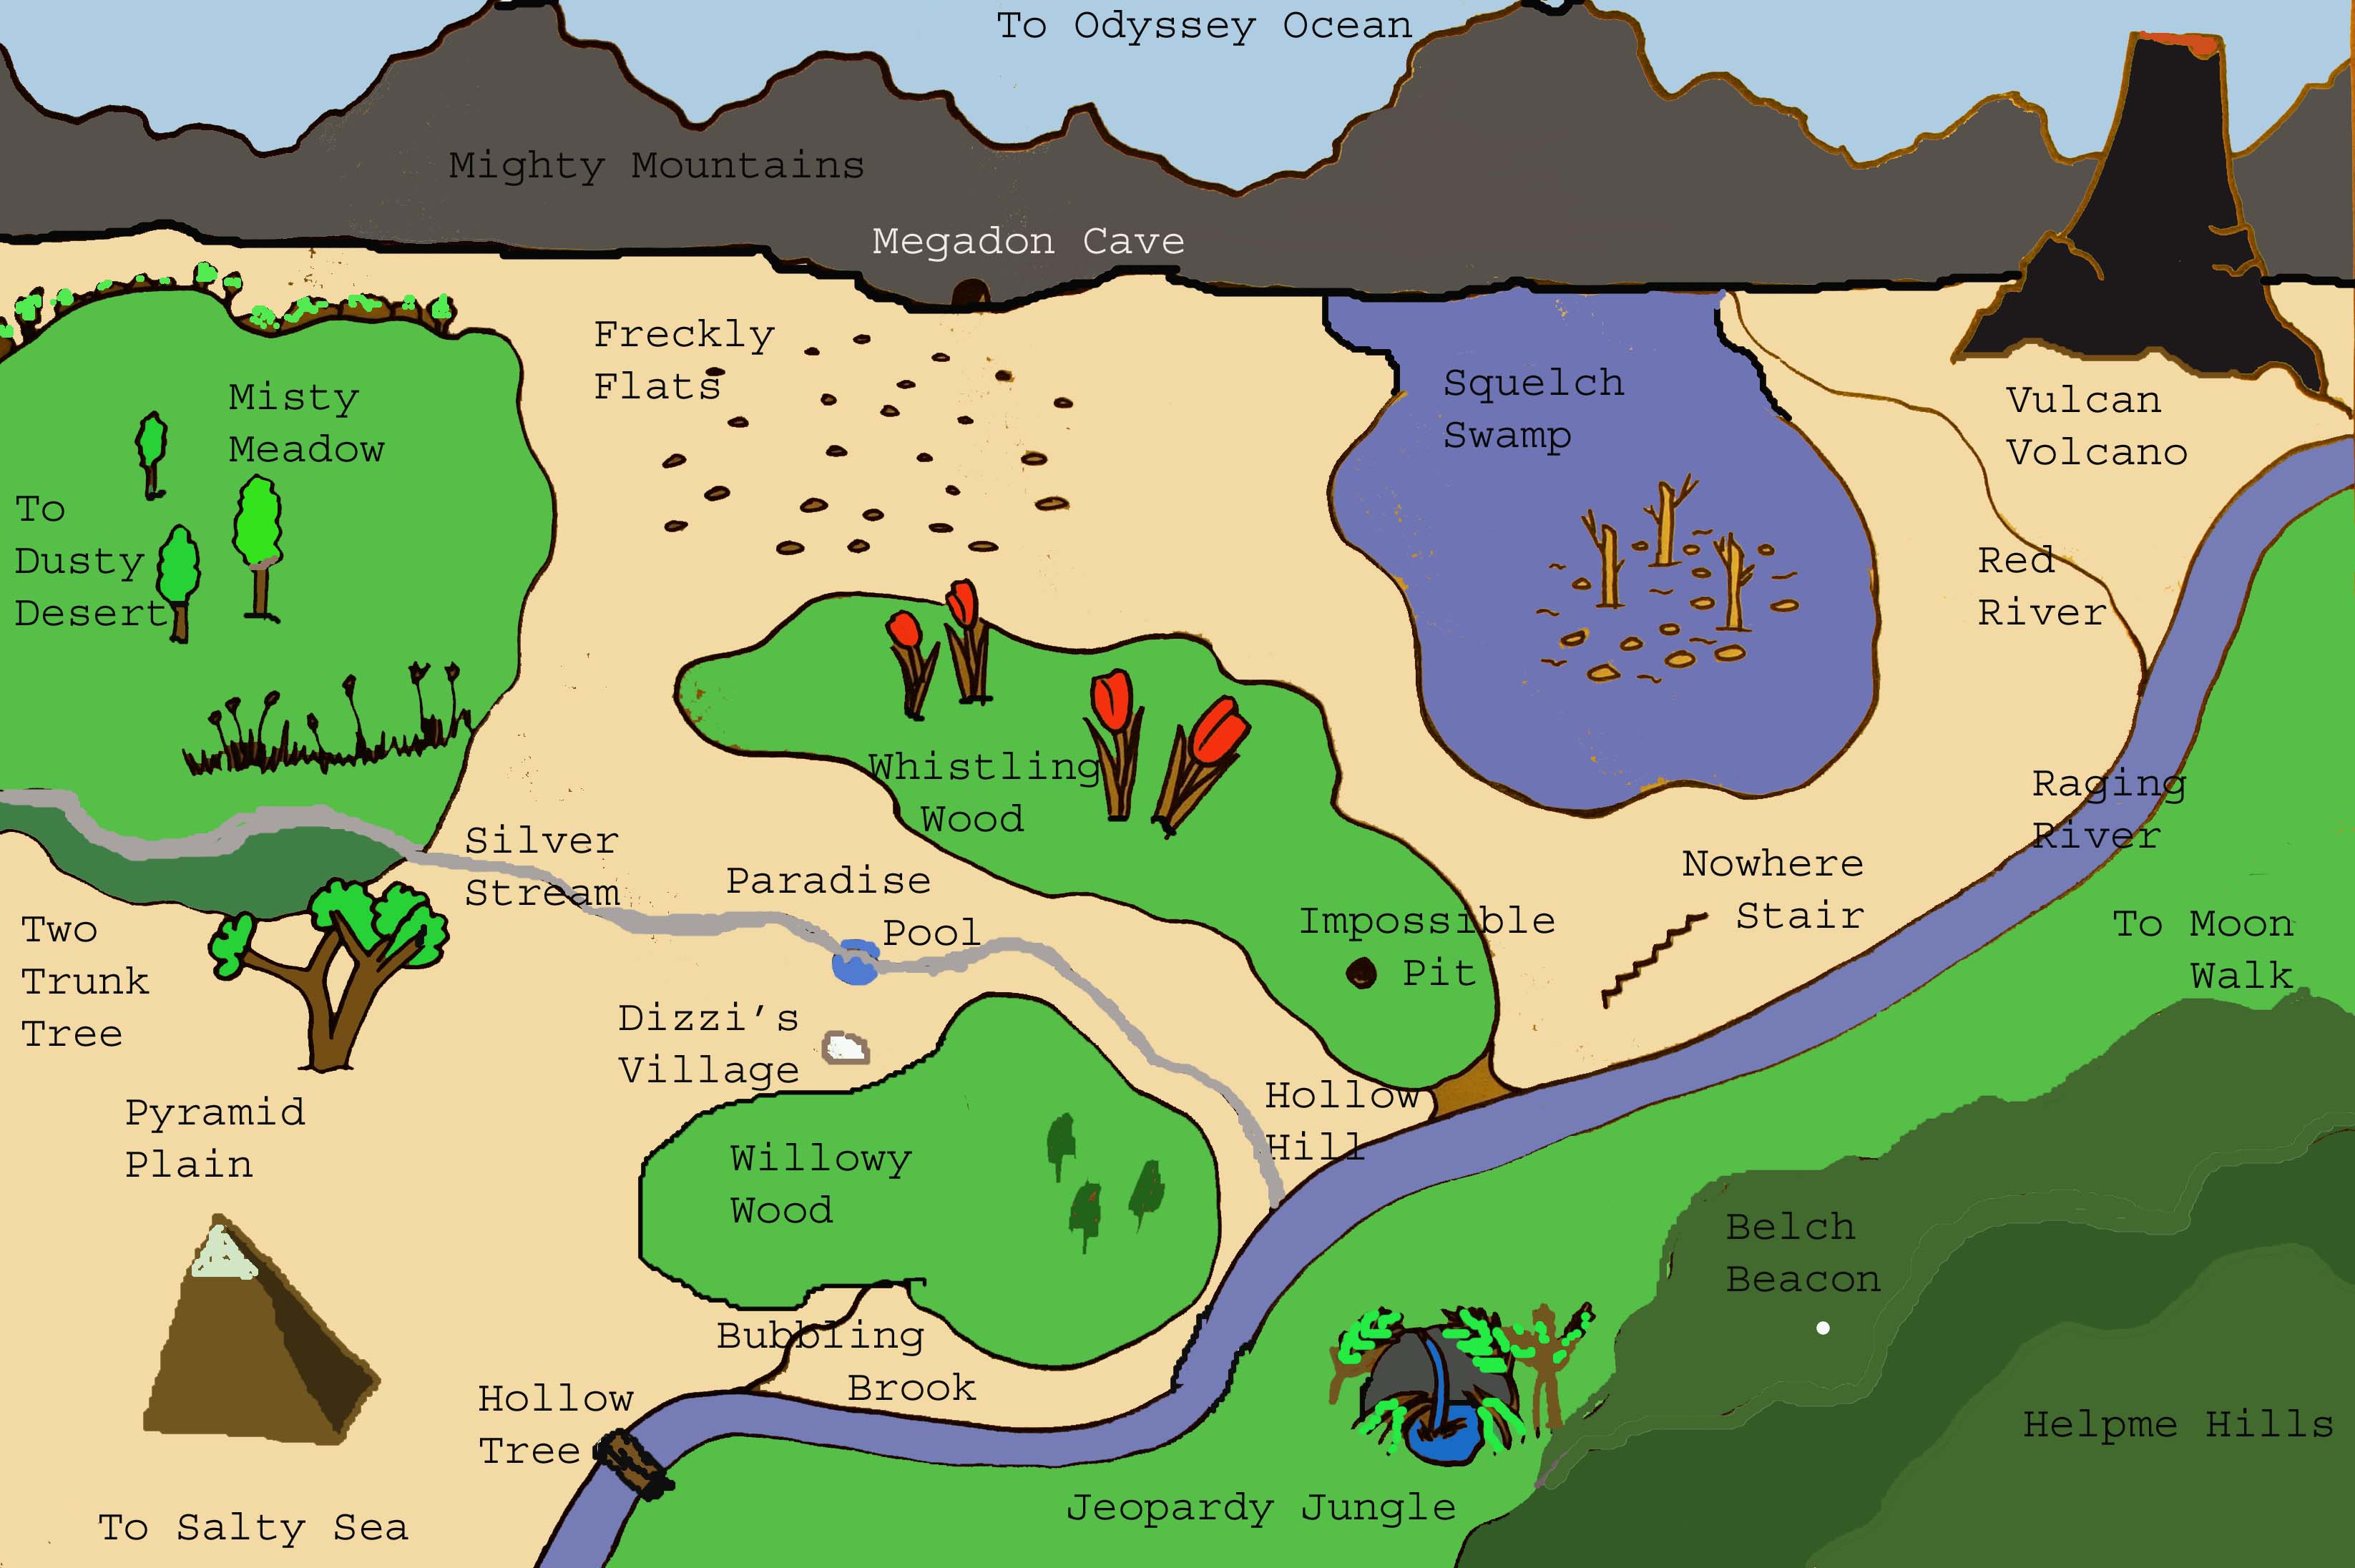 To Odyssey Ocean
Mighty Mountains
Megadon Cave
Freckly
Flats
Misty
Meadow
Squelch
Swamp
Vulcan
Volcano
To
Dusty
Desert
Red
River
Whistling
Wood
Raging
River
Silver
Stream
Paradise
Pool
Nowhere
Stair
Impossible
Pit
To Moon
Walk
Two
Trunk
Tree
Dizzi's
Village
Hollow
Hill
Pyramid
Plain
Willowy
Wood
Belch
Beacon
Bubbling
Brook
Hollow
Tree
Helpme Hills
Jeopardy Jungle
To Salty Sea